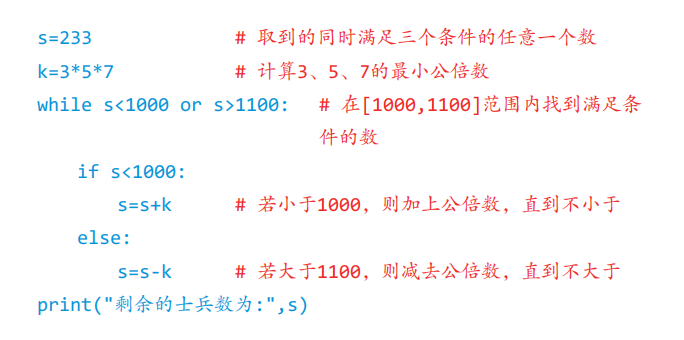 s=233 # 取到的同时满足三个条件的任意一个数
k=3*5*7 # 计算3、5、7的最小公倍数
while s<1000 or s>1100: # 在[1000,1100]范围内找到满足条
件的数
if s<1000:
s=s+k # 若小于1000，则加上公倍数，直到不小于
else:
s=s-k # 若大于1100，则减去公倍数，直到不大于
print("剩余的士兵数为:",s)